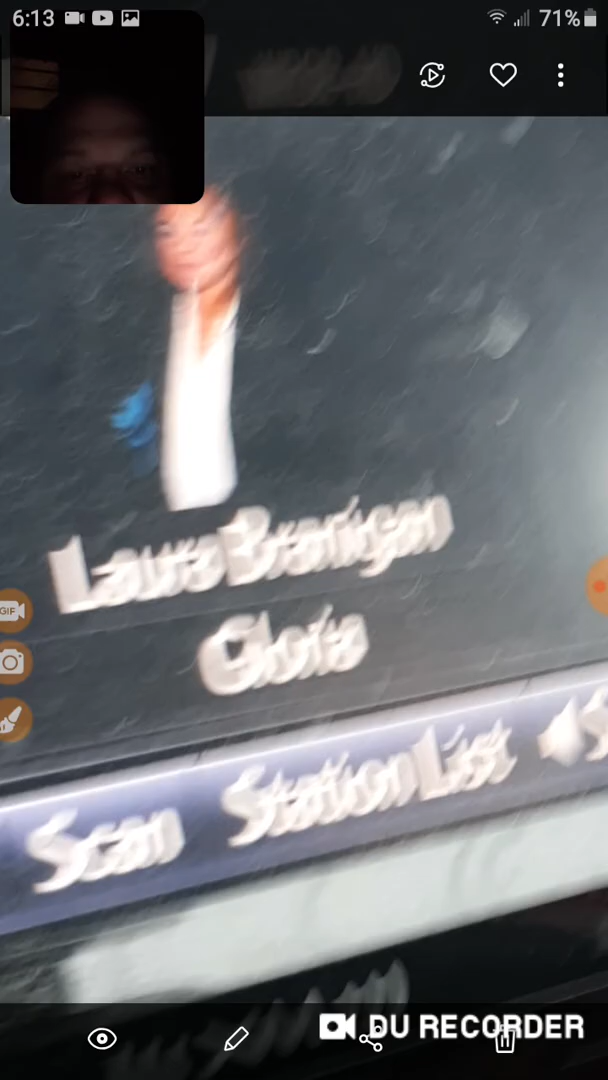 6:13 71%
Laura Branigan
Gloria
Scan Station List
GIF
DU RECORDER